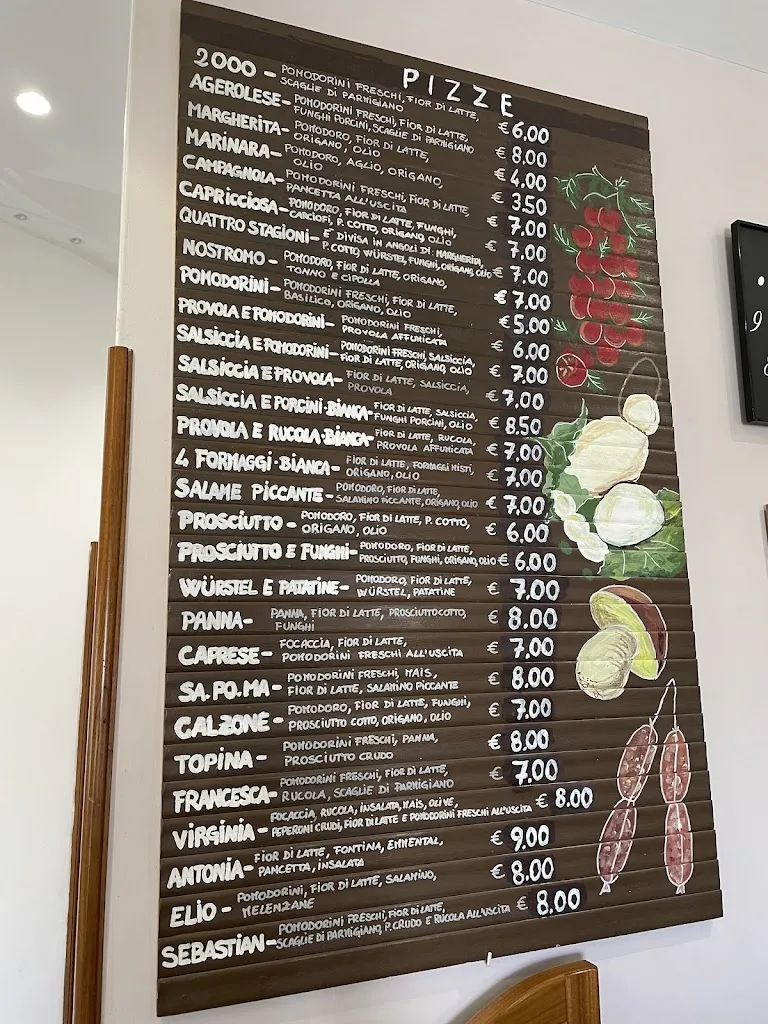 PIZZE
2000 - POMODORINI FRESCHI, FIOR DI LATTE,
SCAGLIE DI PARMIGIANO € 6.00
AGEROLESE - POMODORINI FRESCHI, FIOR DI LATTE,
FUNGHI PORCINI, SCAGLIE DI PARMIGIANO € 8.00
MARGHERITA - POMODORO, FIOR DI LATTE,
ORIGANO, OLIO € 4.00
MARINARA - POMODORO, AGLIO, ORIGANO,
OLIO € 3.50
CAMPAGNOLA - POMODORINI FRESCHI, FIOR DI LATTE,
PANCETTA ALL'USCITA € 7.00
CAPRICCIOSA - POMODORO, FIOR DI LATTE, FUNGHI,
CARCIOFI, P. COTTO, ORIGANO, OLIO € 7.00
QUATTRO STAGIONI - È DIVISA IN ANGOLI DI: MARGHERITA,
P. COTTO, WÜRSTEL, FUNGHI, ORIGANO, OLIO € 7.00
NOSTROMO - POMODORO, FIOR DI LATTE, ORIGANO,
TONNO E CIPOLLA € 7.00
POMODORINI - POMODORINI FRESCHI, FIOR DI LATTE,
BASILICO, ORIGANO, OLIO € 5.00
PROVOLA E POMODORINI - POMODORINI FRESCHI,
PROVOLA AFFUMICATA € 6.00
SALSICCIA E POMODORINI - POMODORINI FRESCHI, SALSICCIA,
FIOR DI LATTE, ORIGANO, OLIO € 7.00
SALSICCIA E PROVOLA - FIOR DI LATTE, SALSICCIA,
PROVOLA € 7.00
SALSICCIA E PORCINI-BIANCA - FIOR DI LATTE, SALSICCIA,
FUNGHI PORCINI, OLIO € 8.50
PROVOLA E RUCOLA-BIANCA - FIOR DI LATTE, RUCOLA,
PROVOLA AFFUMICATA € 7.00
4 FORMAGGI-BIANCA - FIOR DI LATTE, FORMAGGI MISTI,
ORIGANO, OLIO € 7.00
SALAME PICCANTE - POMODORO, FIOR DI LATTE,
SALAMINO PICCANTE, ORIGANO, OLIO € 7.00
PROSCIUTTO - POMODORO, FIOR DI LATTE, P. COTTO,
ORIGANO, OLIO € 6.00
PROSCIUTTO E FUNGHI - POMODORO, FIOR DI LATTE,
PROSCIUTTO, FUNGHI, ORIGANO, OLIO € 6.00
WÜRSTEL E PATATINE - POMODORO, FIOR DI LATTE,
WÜRSTEL, PATATINE € 7.00
PANNA - PANNA, FIOR DI LATTE, PROSCIUTTO COTTO,
FUNGHI € 8.00
CAPRESE - FOCACCIA, FIOR DI LATTE,
POMODORINI FRESCHI ALL'USCITA € 7.00
SA.PO.MA - POMODORINI FRESCHI, MAIS,
FIOR DI LATTE, SALAMINO PICCANTE € 8.00
CALZONE - POMODORO, FIOR DI LATTE, FUNGHI,
PROSCIUTTO COTTO, ORIGANO, OLIO € 7.00
TOPINA - POMODORINI FRESCHI, PANNA,
PROSCIUTTO CRUDO € 8.00
FRANCESCA - POMODORINI FRESCHI, FIOR DI LATTE,
RUCOLA, SCAGLIE DI PARMIGIANO € 7.00
VIRGINIA - FOCACCIA, RUCOLA, INSALATA, MAIS, OLIVE,
PEPERONI CRUDI, FIOR DI LATTE E POMODORINI FRESCHI ALL'USCITA € 8.00
ANTONIA - FIOR DI LATTE, FONTINA, EMMENTAL,
PANCETTA, INSALATA € 9.00
ELIO - POMODORINI, FIOR DI LATTE, SALAMINO,
MELENZANE € 8.00
SEBASTIAN - POMODORINI FRESCHI, FIOR DI LATTE,
SCAGLIE DI PARMIGIANO, P. CRUDO E RUCOLA ALL'USCITA € 8.00